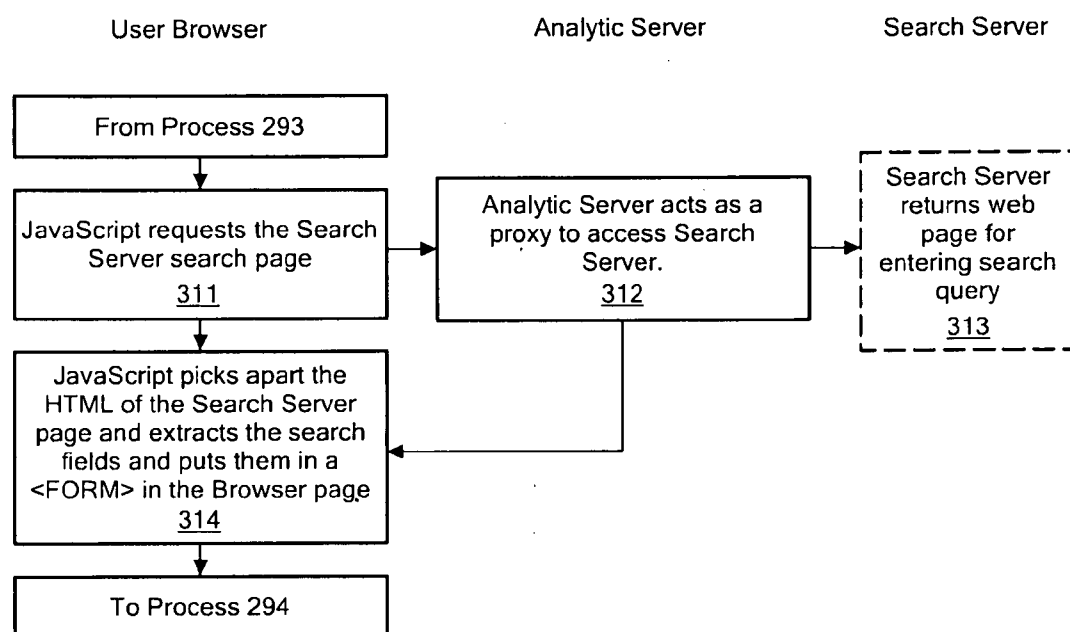 User Browser
Analytic Server
Search Server
From Process 293
JavaScript requests the Search
Server search page
311
Analytic Server acts as a
proxy to access Search
Server.
312
Search Server
returns web
page for
entering search
query
313
JavaScript picks apart the
HTML of the Search Server
page and extracts the search
fields and puts them in a
<FORM> in the Browser page
314
To Process 294